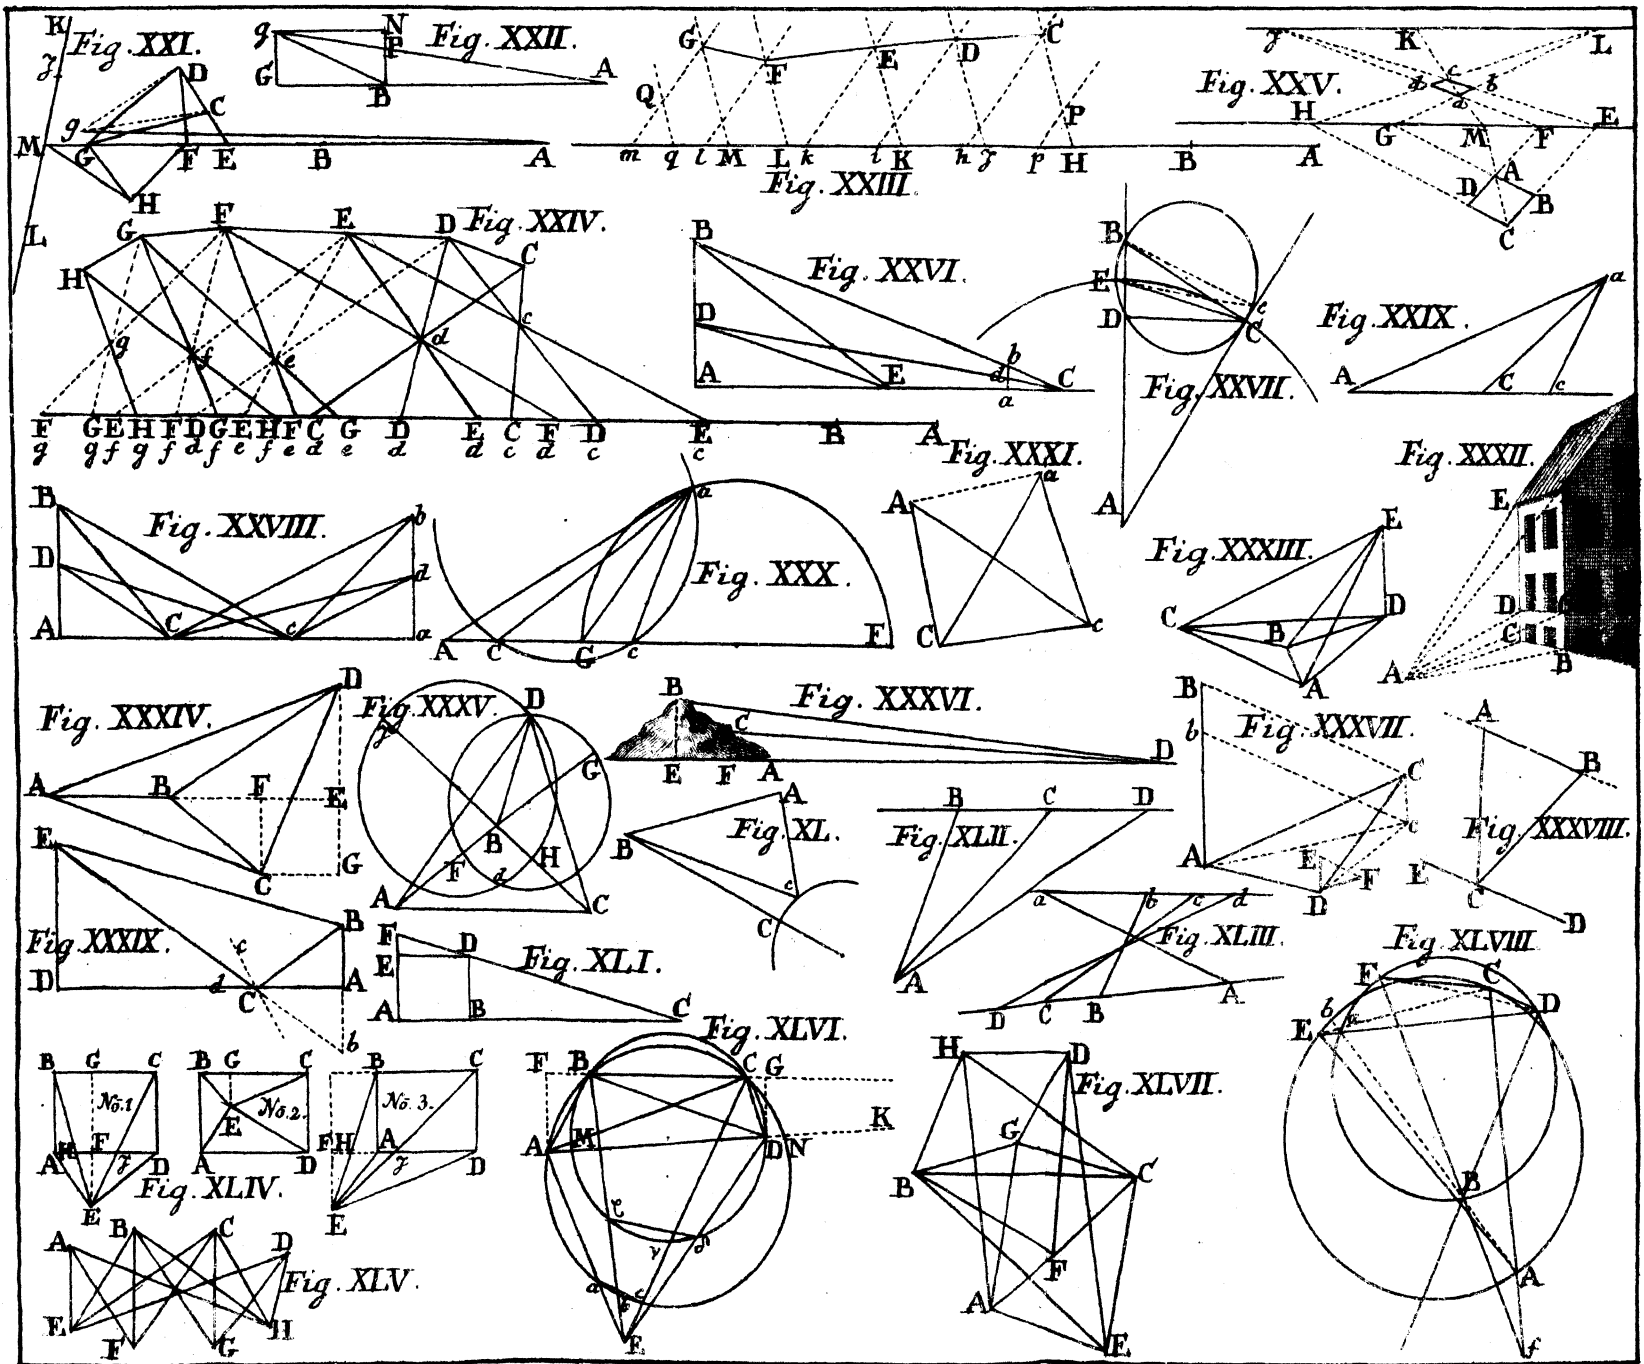 K Fig. XXI. D C g M G F E B A H L
g N P Fig. XXII. G B A
G F E D C Q P m q l M L k i K h J p H B A
Fig. XXIII.
J K L Fig. XXV. d c b a H G M F E D A B C
G F E D Fig. XXIV. C H g f e d c
F G E H F D G E H F C G D E C F D E B A
g g f g f d f e f e d e d d c d c c
B Fig. XXVI. D A E b d a C
B E D c C Fig. XXVII. A
Fig. XXIX. a A C c
B Fig. XXVIII. b D d A C c a
a Fig. XXX. A C G c F
Fig. XXXI. A a C c
Fig. XXXII. E D C B A
Fig. XXXIII. E C B D A
D Fig. XXXIV. A B F E C G
Fig. XXXV. D G B H F d A C
B Fig. XXXVI. C D E F A
B Fig. XXXVII. b C c A E F D
A B Fig. XXXVIII. E C D
E B Fig. XXXIX. c D d C A b
A Fig. XL. B c C
F D E Fig. XLI. A B C
B C D Fig. XLII. A
a b c d Fig. XLIII. D C B A
B G C No. 1 H F A J D E
B G C No. 2. E A D
B C No. 3. F H A J D E
Fig. XLIV.
A B C D Fig. XLV. E F G H
Fig. XLVI. F B C G K A M D N a c E
H D Fig. XLVII. G B C F A E
Fig. XLVIII. F C D b a E B A f